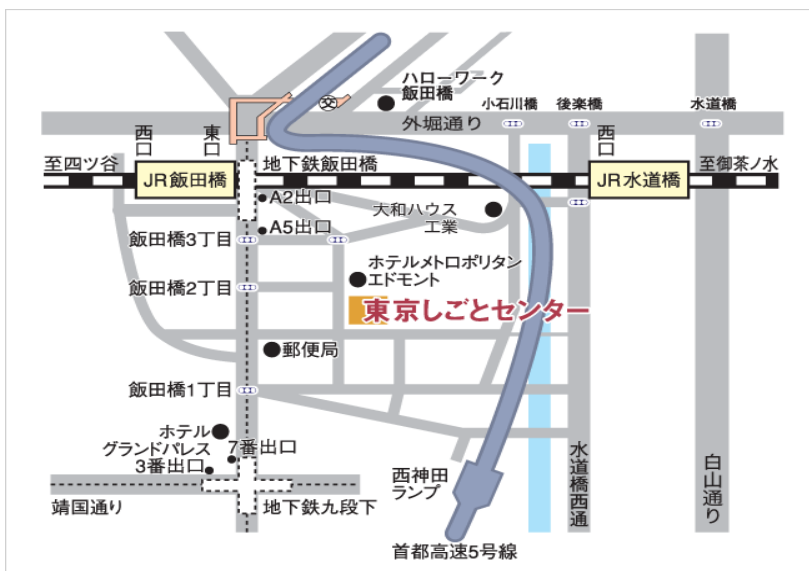 ハローワーク
飯田橋
交
小石川橋
後楽橋
水道橋
外堀通り
西口
東口
西口
至四ツ谷
地下鉄飯田橋
至御茶ノ水
JR飯田橋
JR水道橋
A2出口
大和ハウス
工業
A5出口
飯田橋3丁目
ホテルメトロポリタン
エドモント
飯田橋2丁目
東京しごとセンター
郵便局
飯田橋1丁目
ホテル
グランドパレス
7番出口
3番出口
西神田
ランプ
水道橋西通
白山通り
靖国通り
地下鉄九段下
首都高速5号線